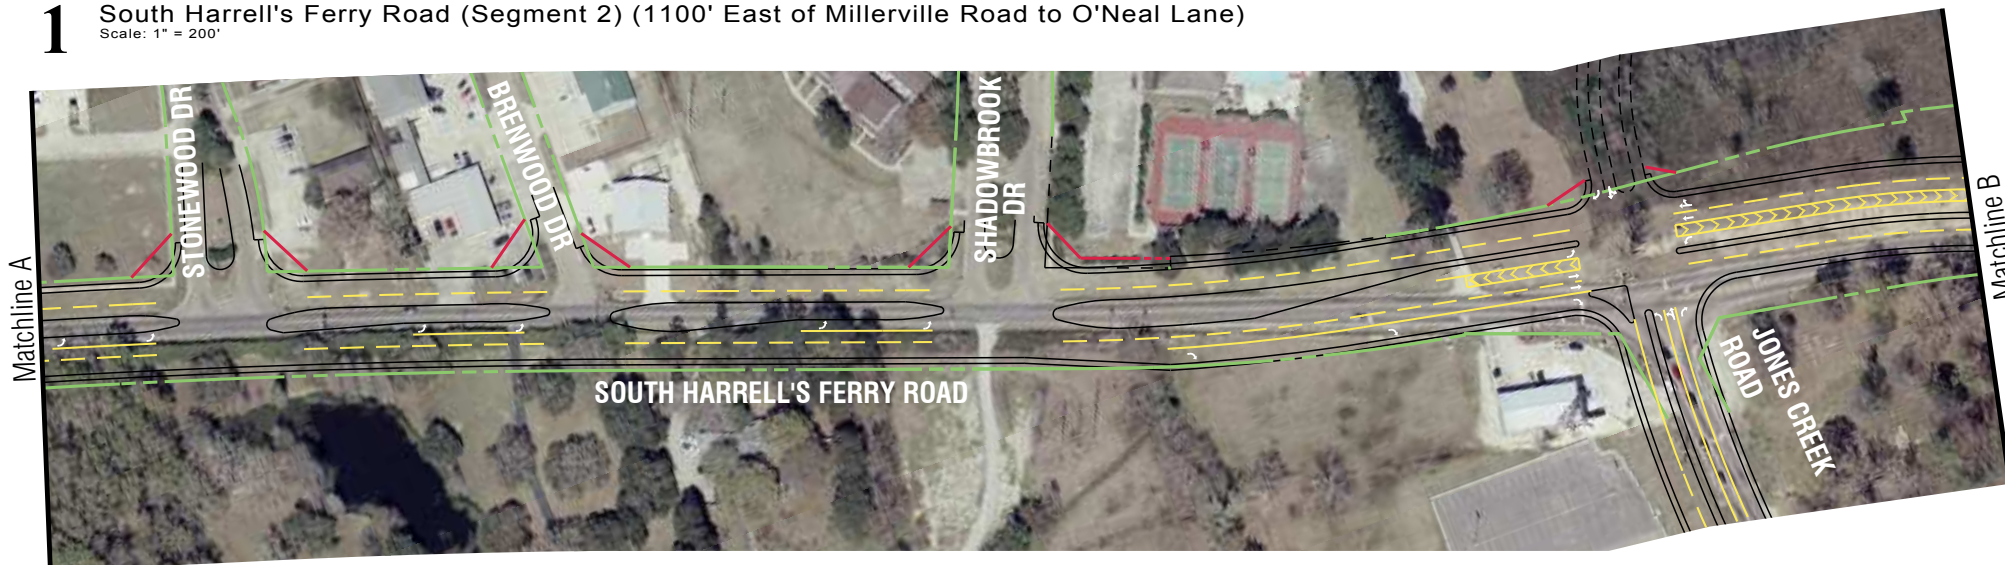 1
South Harrell's Ferry Road (Segment 2) (1100' East of Millerville Road to O'Neal Lane)
Scale: 1" = 200'
Matchline A
STONEWOOD DR
BRENWOOD DR
SHADOWBROOK
DR
SOUTH HARRELL'S FERRY ROAD
JONES CREEK
ROAD
Matchline B